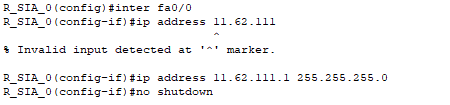 R_SIA_0(config)#inter fa0/0
R_SIA_0(config-if)#ip address 11.62.111
^
% Invalid input detected at '^' marker.
R_SIA_0(config-if)#ip address 11.62.111.1 255.255.255.0
R_SIA_0(config-if)#no shutdown